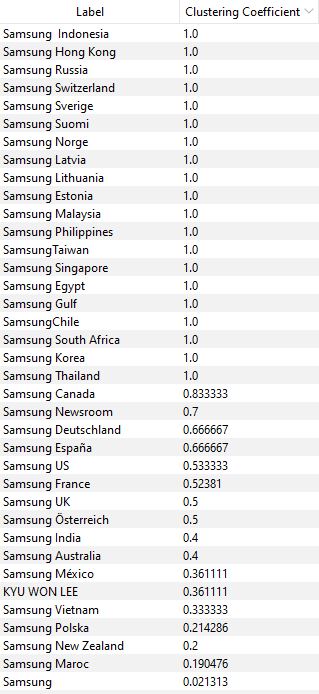 Label Clustering Coefficient
Samsung  Indonesia 1.0
Samsung Hong Kong 1.0
Samsung Russia 1.0
Samsung Switzerland 1.0
Samsung Sverige 1.0
Samsung Suomi 1.0
Samsung Norge 1.0
Samsung Latvia 1.0
Samsung Lithuania 1.0
Samsung Estonia 1.0
Samsung Malaysia 1.0
Samsung Philippines 1.0
SamsungTaiwan 1.0
Samsung Singapore 1.0
Samsung Egypt 1.0
Samsung Gulf 1.0
SamsungChile 1.0
Samsung South Africa 1.0
Samsung Korea 1.0
Samsung Thailand 1.0
Samsung Canada 0.833333
Samsung Newsroom 0.7
Samsung Deutschland 0.666667
Samsung España 0.666667
Samsung US 0.533333
Samsung France 0.52381
Samsung UK 0.5
Samsung Österreich 0.5
Samsung India 0.4
Samsung Australia 0.4
Samsung México 0.361111
KYU WON LEE 0.361111
Samsung Vietnam 0.333333
Samsung Polska 0.214286
Samsung New Zealand 0.2
Samsung Maroc 0.190476
Samsung 0.021313